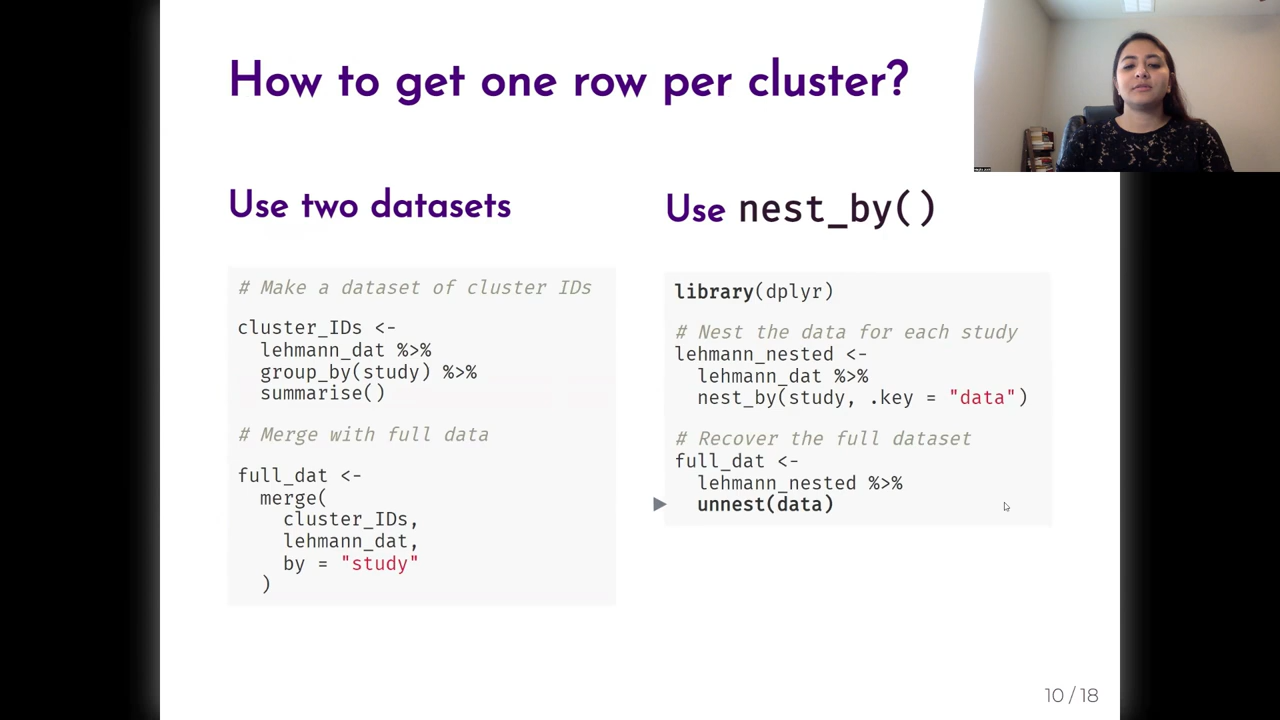 How to get one row per cluster?
Use two datasets
# Make a dataset of cluster IDs
cluster_IDs <-
lehmann_dat %>%
group_by(study) %>%
summarise()
# Merge with full data
full_dat <-
merge(
cluster_IDs,
lehmann_dat,
by = "study"
)
Use nest_by()
library(dplyr)
# Nest the data for each study
lehmann_nested <-
lehmann_dat %>%
nest_by(study, .key = "data")
# Recover the full dataset
full_dat <-
lehmann_nested %>%
unnest(data)
10 / 18